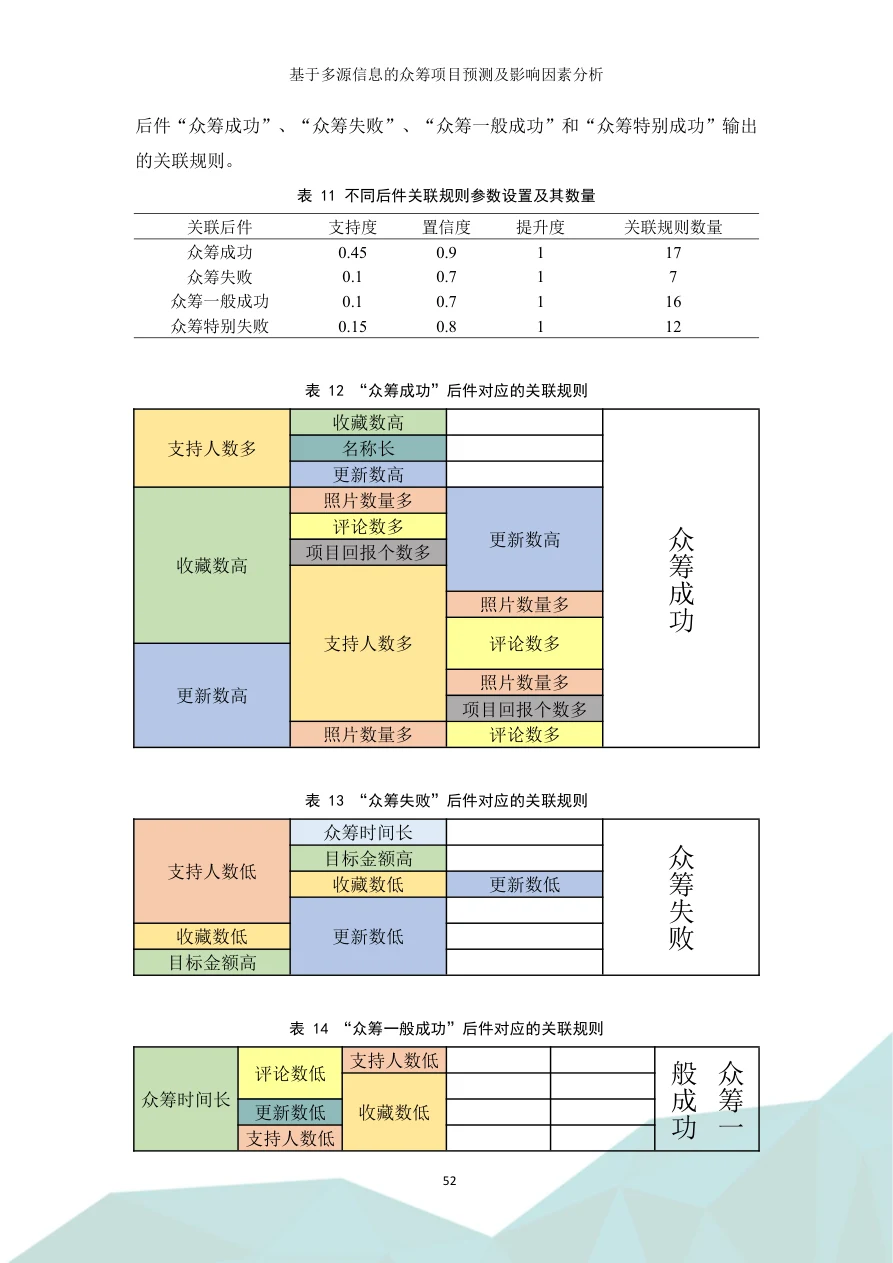 基于多源信息的众筹项目预测及影响因素分析
后件“众筹成功”、“众筹失败”、“众筹一般成功”和“众筹特别成功”输出
的关联规则。
表 11 不同后件关联规则参数设置及其数量
关联后件 支持度 置信度 提升度 关联规则数量
众筹成功 0.45 0.9 1 17
众筹失败 0.1 0.7 1 7
众筹一般成功 0.1 0.7 1 16
众筹特别失败 0.15 0.8 1 12
表 12 “众筹成功”后件对应的关联规则
支持人数多
收藏数高
名称长
更新数高
收藏数高
照片数量多
评论数多
项目回报个数多
更新数高
支持人数多
照片数量多
评论数多
更新数高
照片数量多
项目回报个数多
照片数量多
评论数多
众筹成功
表 13 “众筹失败”后件对应的关联规则
支持人数低
众筹时间长
目标金额高
收藏数低 更新数低
收藏数低
更新数低
目标金额高
众筹失败
表 14 “众筹一般成功”后件对应的关联规则
众筹时间长
评论数低
支持人数低
更新数低
收藏数低
支持人数低
众筹一
般成功
52